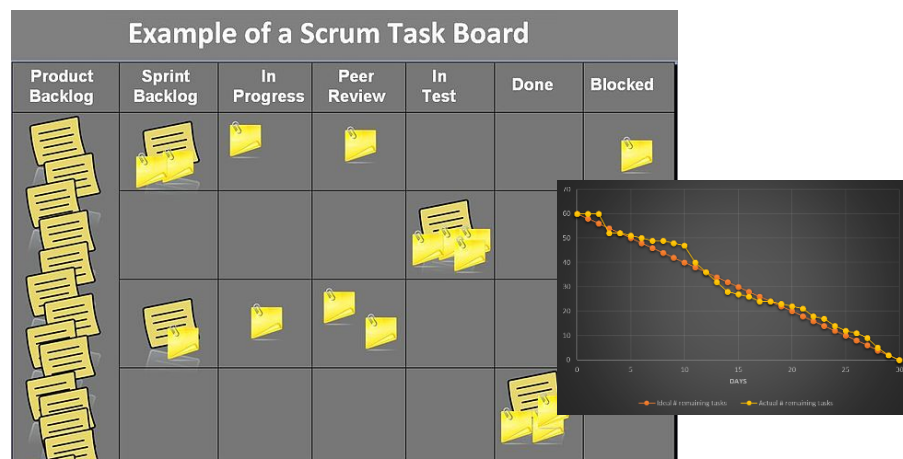 Example of a Scrum Task Board
Product
Backlog
Sprint
Backlog
In
Progress
Peer
Review
In
Test
Done
Blocked
70
60
50
40
30
20
10
0
0
5
10
15
20
25
30
DAYS
Ideal # remaining tasks
Actual # remaining tasks